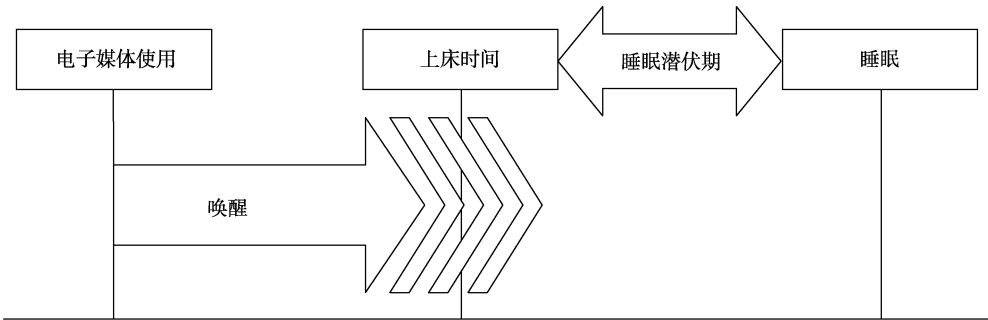 电子媒体使用
上床时间
睡眠潜伏期
睡眠
唤醒